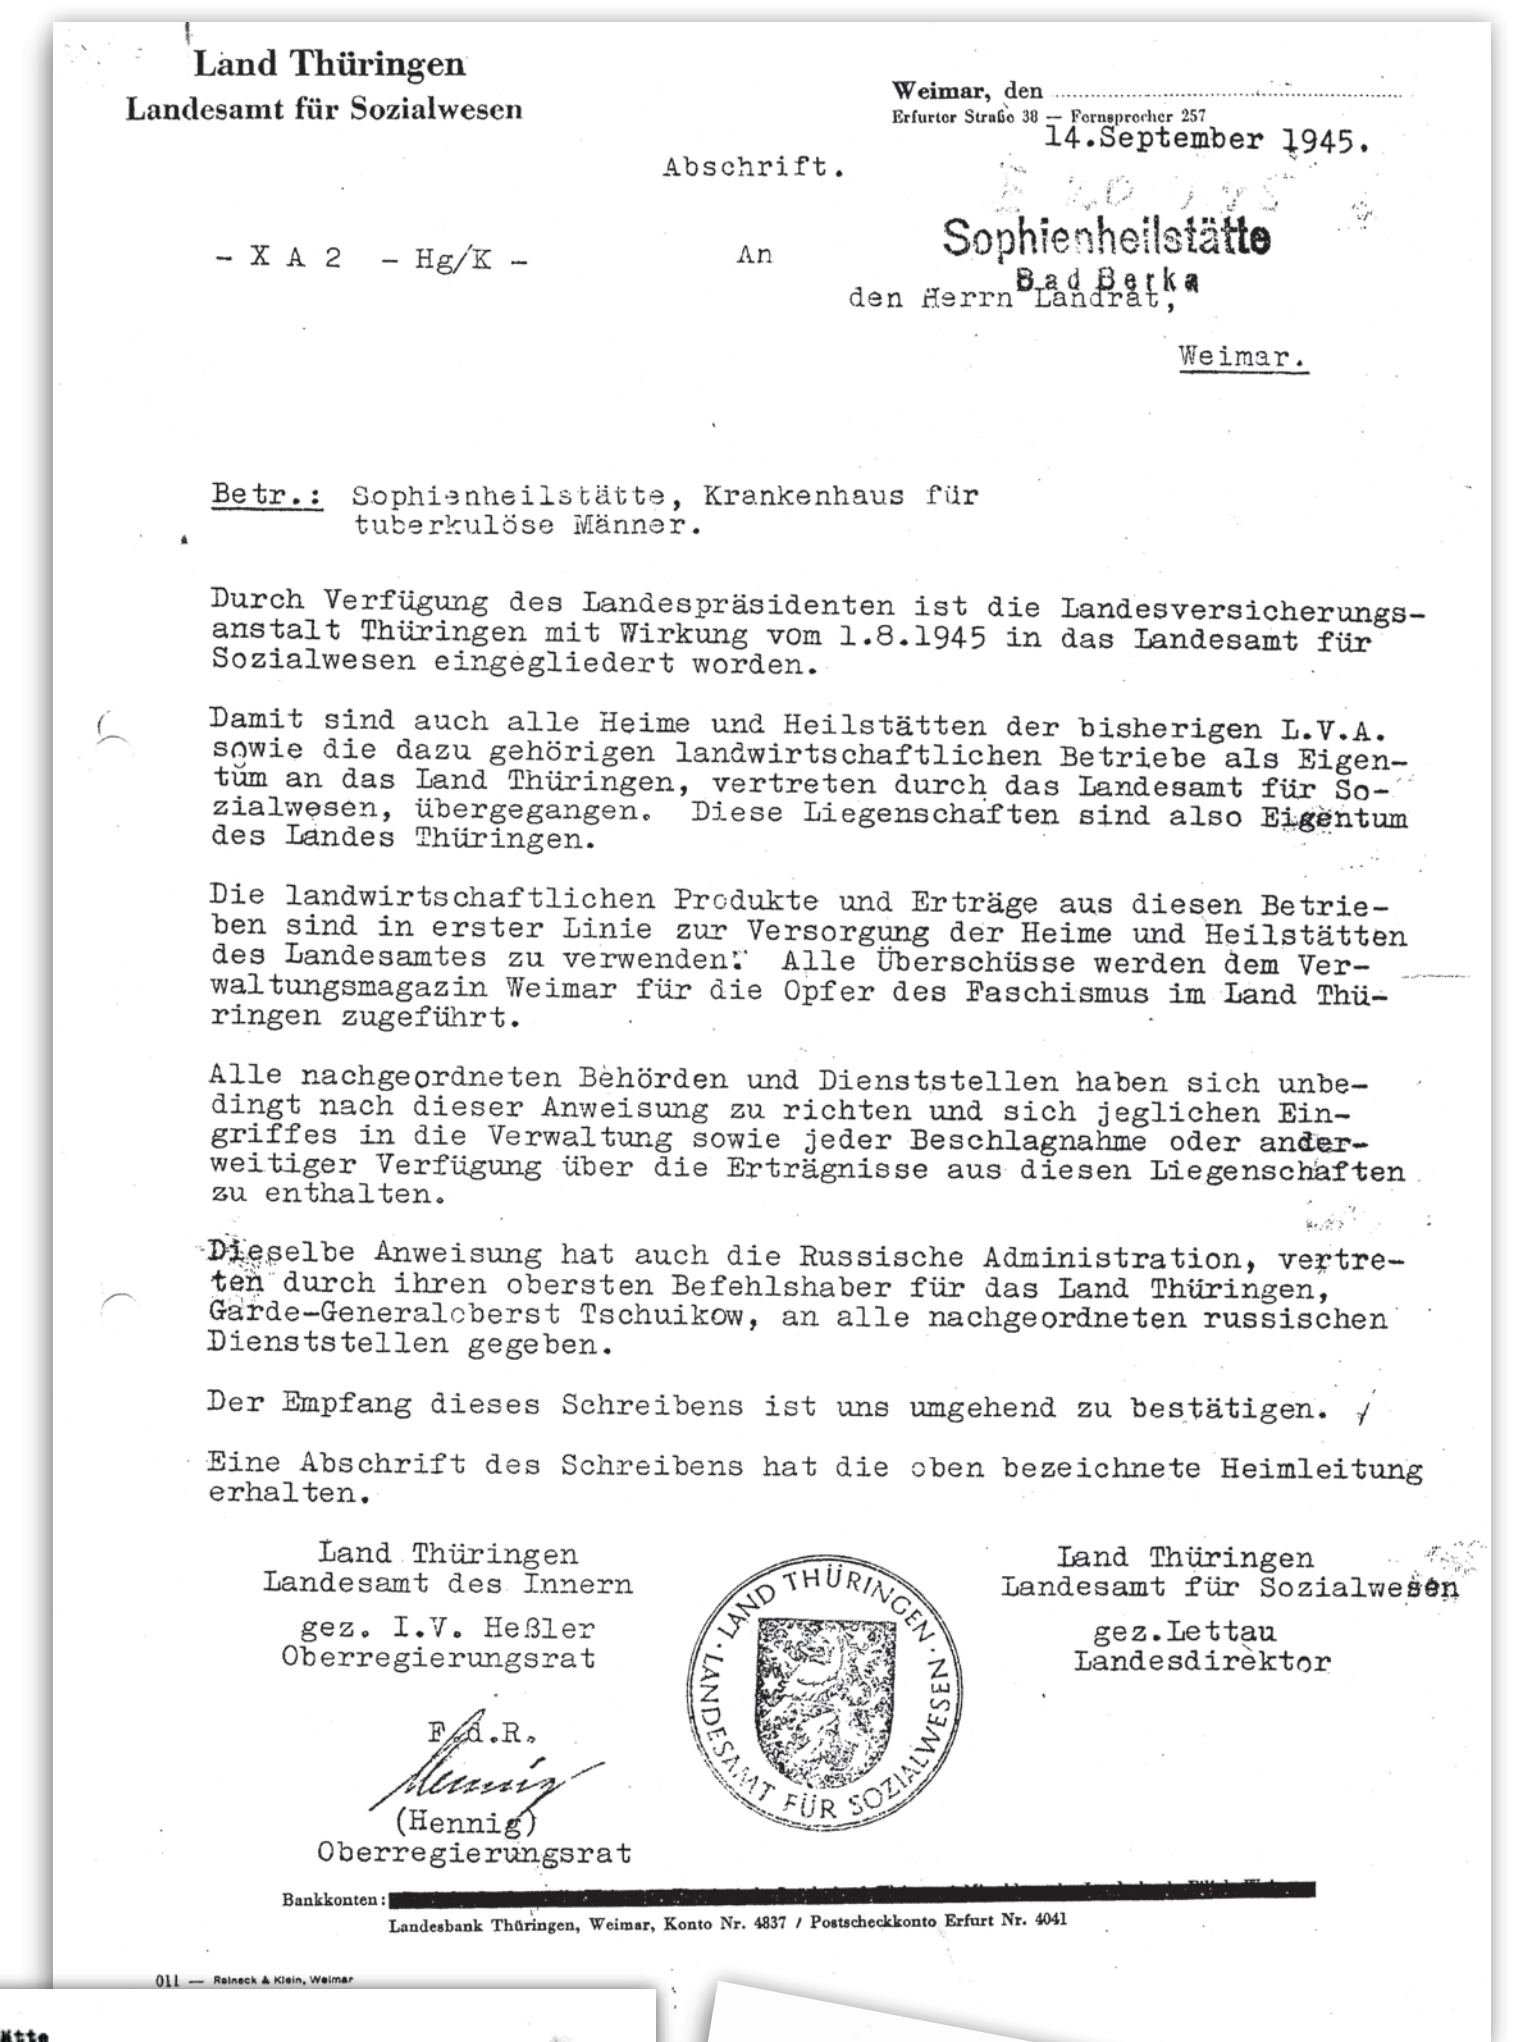 Land Thüringen
Landesamt für Sozialwesen
Weimar, den
Erfurter Straße 38 — Fernsprecher 257
14.September 1945.
Abschrift.
Sophienheilstätte
Bad Berka
- X A 2 - Hg/K -
An
den Herrn Landrat,
Weimar.
Betr.: Sophienheilstätte, Krankenhaus für
tuberkulöse Männer.
Durch Verfügung des Landespräsidenten ist die Landesversicherungs-
anstalt Thüringen mit Wirkung vom 1.8.1945 in das Landesamt für
Sozialwesen eingegliedert worden.
Damit sind auch alle Heime und Heilstätten der bisherigen L.V.A.
sowie die dazu gehörigen landwirtschaftlichen Betriebe als Eigen-
tum an das Land Thüringen, vertreten durch das Landesamt für So-
zialwesen, übergegangen. Diese Liegenschaften sind also Eigentum
des Landes Thüringen.
Die landwirtschaftlichen Produkte und Erträge aus diesen Betrie-
ben sind in erster Linie zur Versorgung der Heime und Heilstätten
des Landesamtes zu verwenden. Alle Überschüsse werden dem Ver-
waltungsmagazin Weimar für die Opfer des Faschismus im Land Thü-
ringen zugeführt.
Alle nachgeordneten Behörden und Dienststellen haben sich unbe-
dingt nach dieser Anweisung zu richten und sich jeglichen Ein-
griffes in die Verwaltung sowie jeder Beschlagnahme oder ander-
weitiger Verfügung über die Erträgnisse aus diesen Liegenschaften
zu enthalten.
Dieselbe Anweisung hat auch die Russische Administration, vertre-
ten durch ihren obersten Befehlshaber für das Land Thüringen,
Garde-Generaloberst Tschuikow, an alle nachgeordneten russischen
Dienststellen gegeben.
Der Empfang dieses Schreibens ist uns umgehend zu bestätigen. /
Eine Abschrift des Schreibens hat die oben bezeichnete Heimleitung
erhalten.
Land Thüringen
Landesamt des Innern
gez. I.V. Heßler
Oberregierungsrat
F.d.R.
Hennig
(Hennig)
Oberregierungsrat
LAND THÜRINGEN · LANDESAMT FÜR SOZIALWESEN ·
Land Thüringen
Landesamt für Sozialwesen
gez.Lettau
Landesdirektor
Bankkonten:
Landesbank Thüringen, Weimar, Konto Nr. 4837 / Postscheckkonto Erfurt Nr. 4041
011 — Reineck & Klein, Weimar